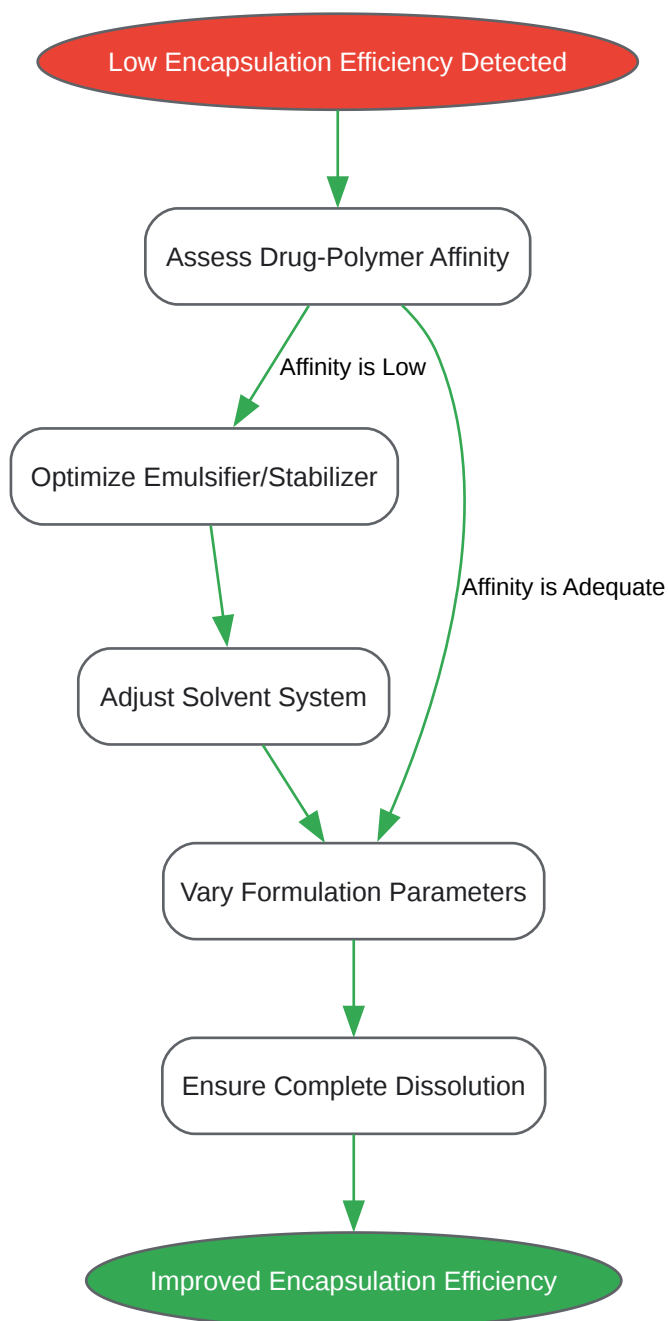 Low Encapsulation Efficiency Detected
Assess Drug-Polymer Affinity
Affinity is Low
Optimize Emulsifier/Stabilizer
Affinity is Adequate
Adjust Solvent System
Vary Formulation Parameters
Ensure Complete Dissolution
Improved Encapsulation Efficiency